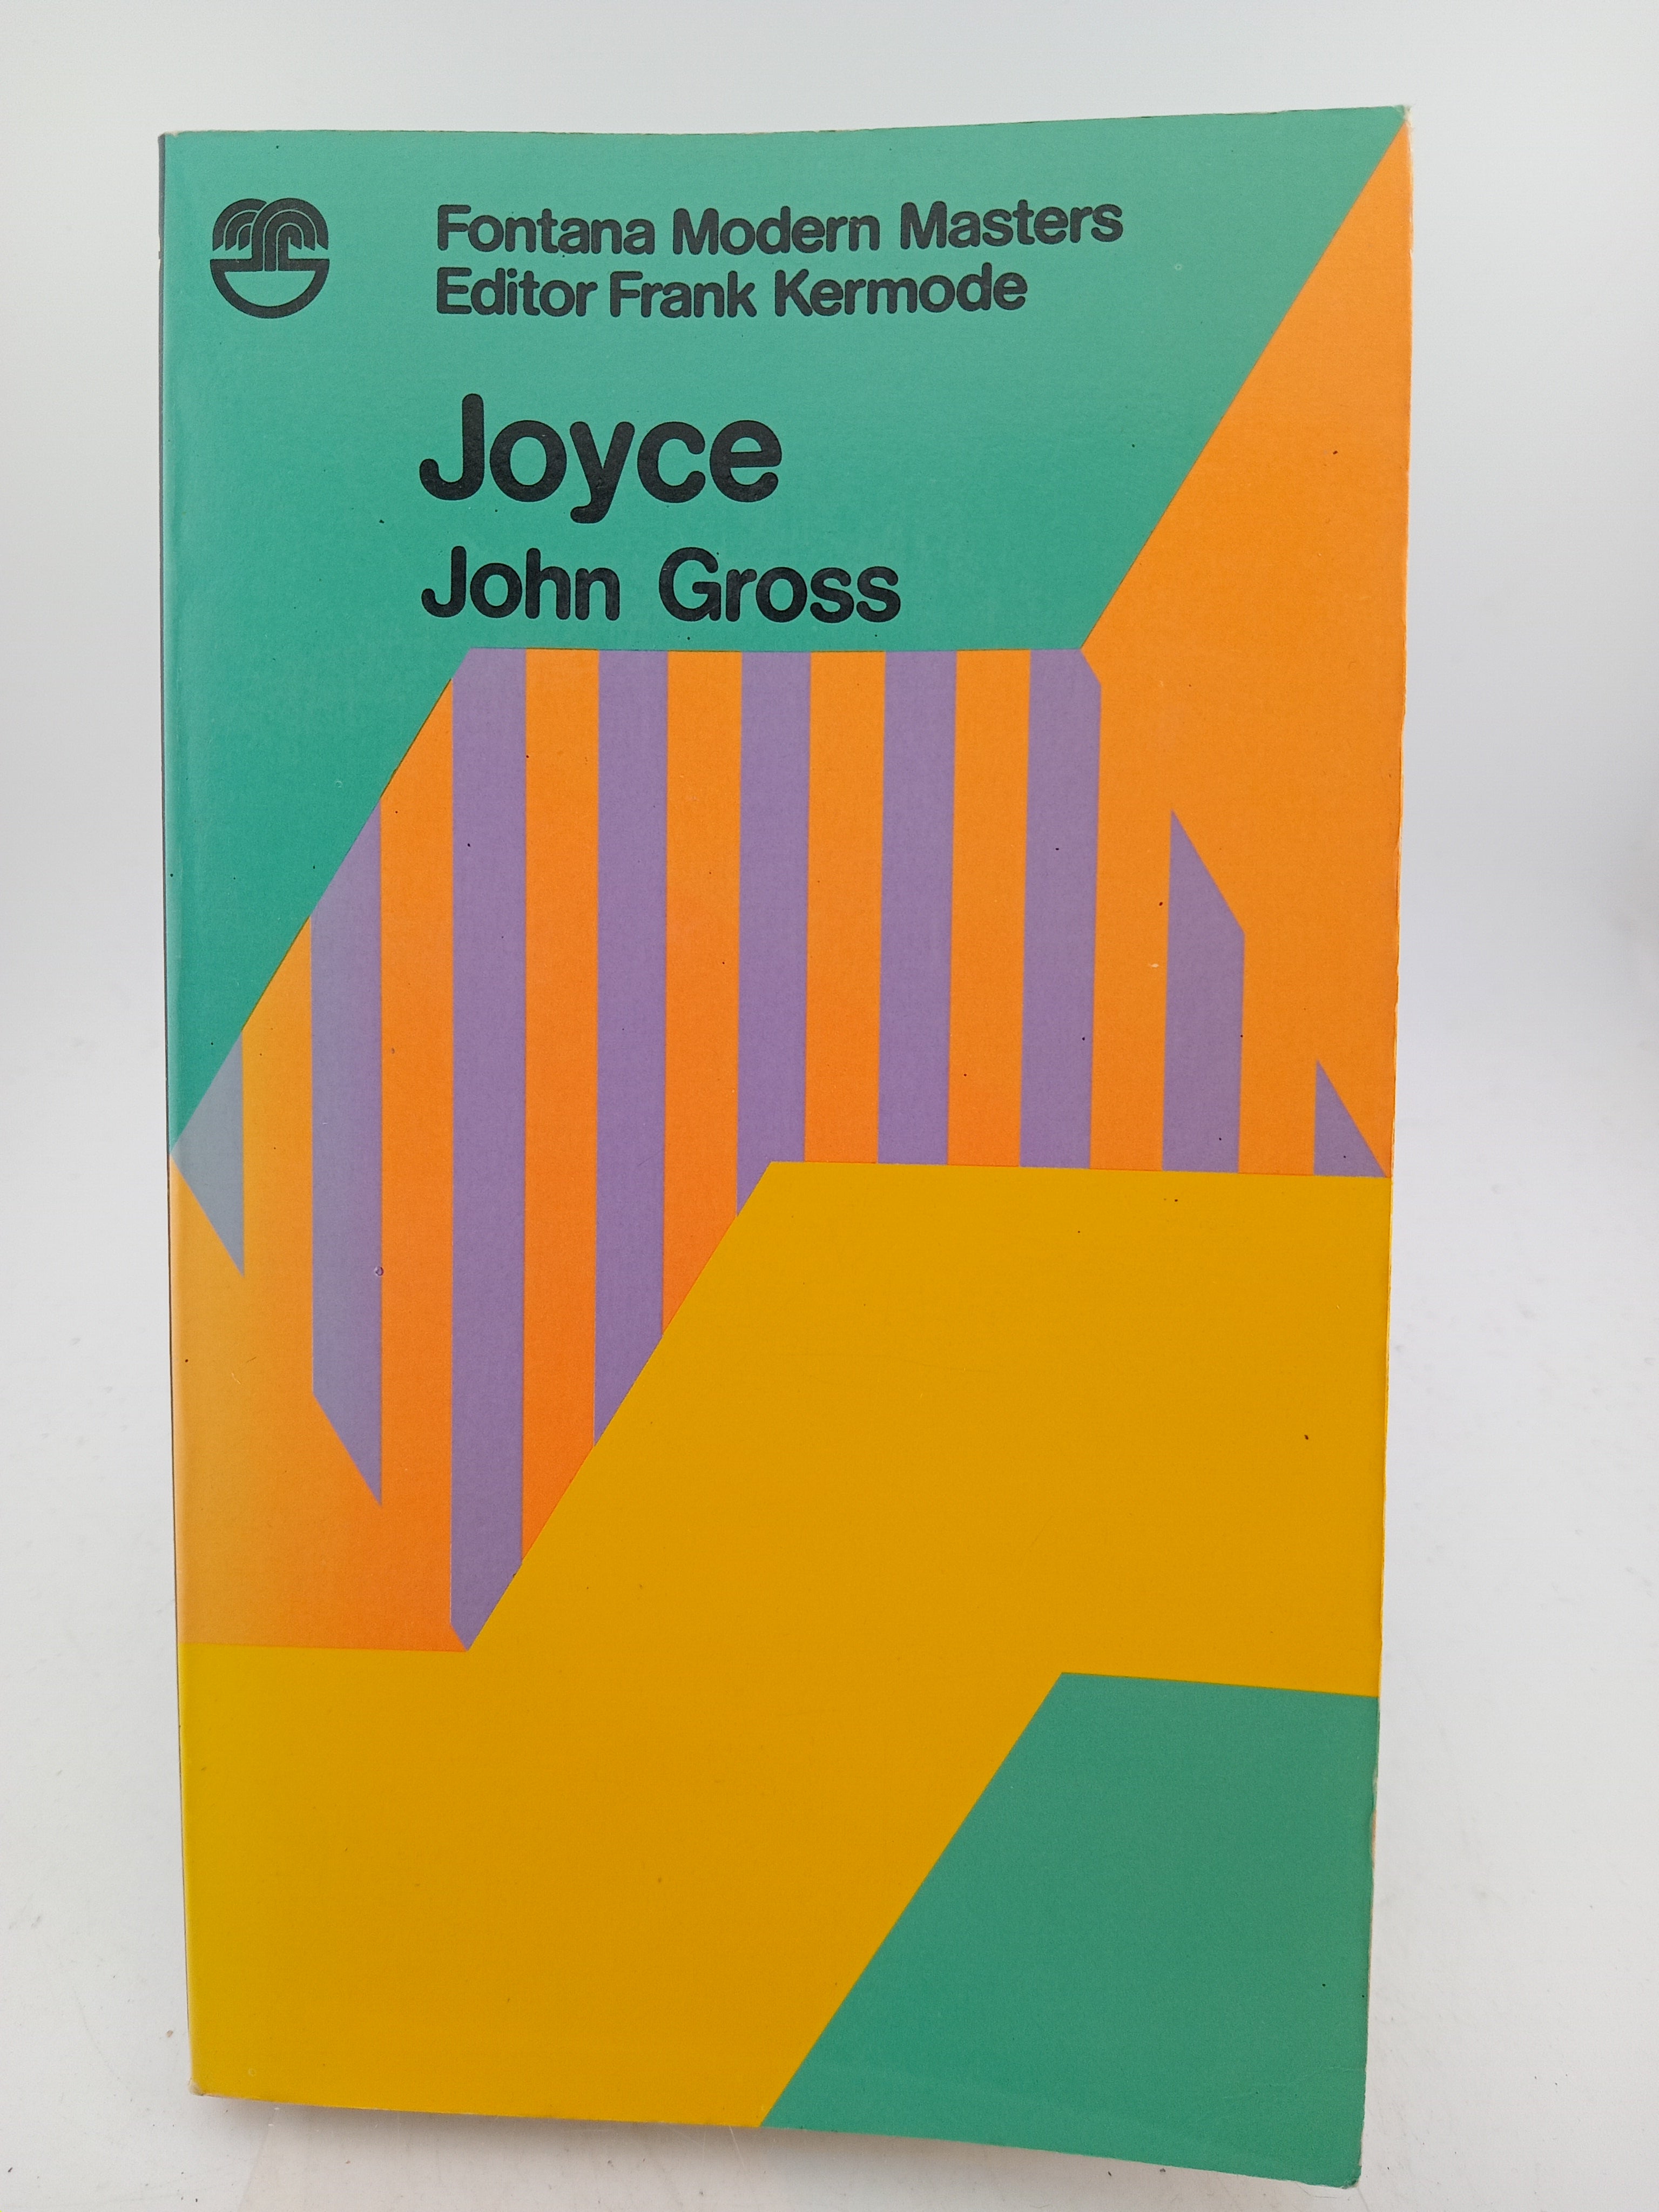 Fontana Modern Masters
Editor Frank Kermode
Joyce
John Gross